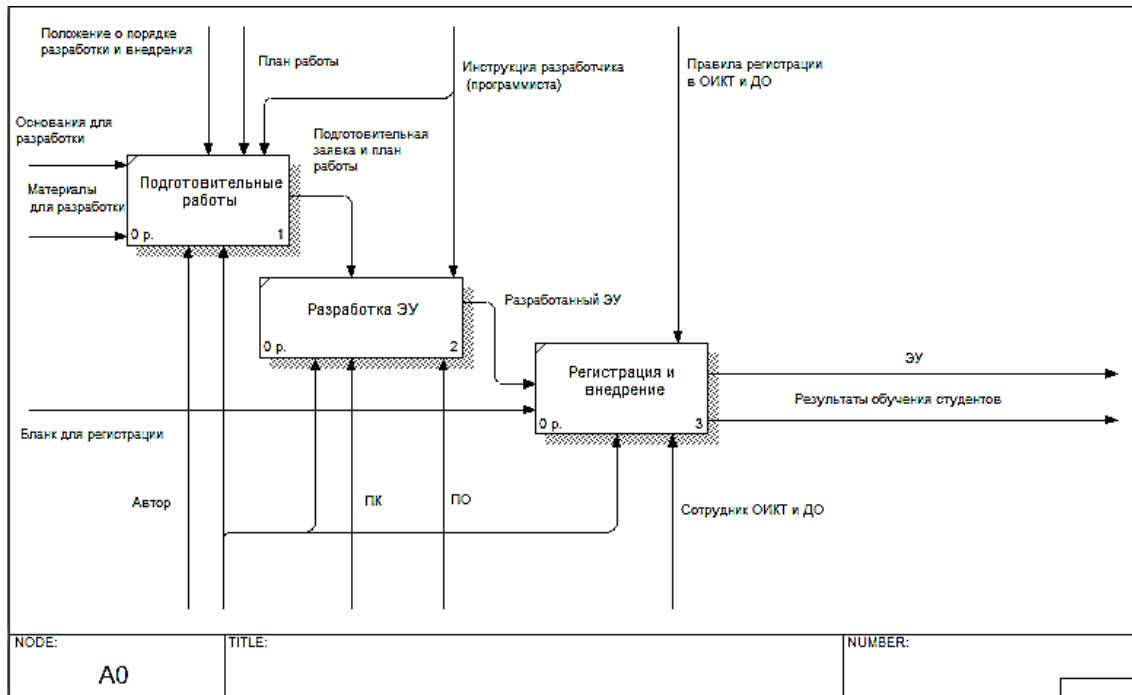 Положение о порядке
разработки и внедрения
План работы
Инструкция разработчика
(программиста)
Правила регистрации
в ОИКТ и ДО
Основания для
разработки
Подготовительная
заявка и план
работы
Материалы
для разработки
Подготовительные
работы
0 р.
1
Разработка ЭУ
0 р.
2
Разработанный ЭУ
Регистрация и
внедрение
0 р.
3
ЭУ
Результаты обучения студентов
Бланк для регистрации
Автор
ПК
ПО
Сотрудник ОИКТ и ДО
NODE:
TITLE:
NUMBER:
A0